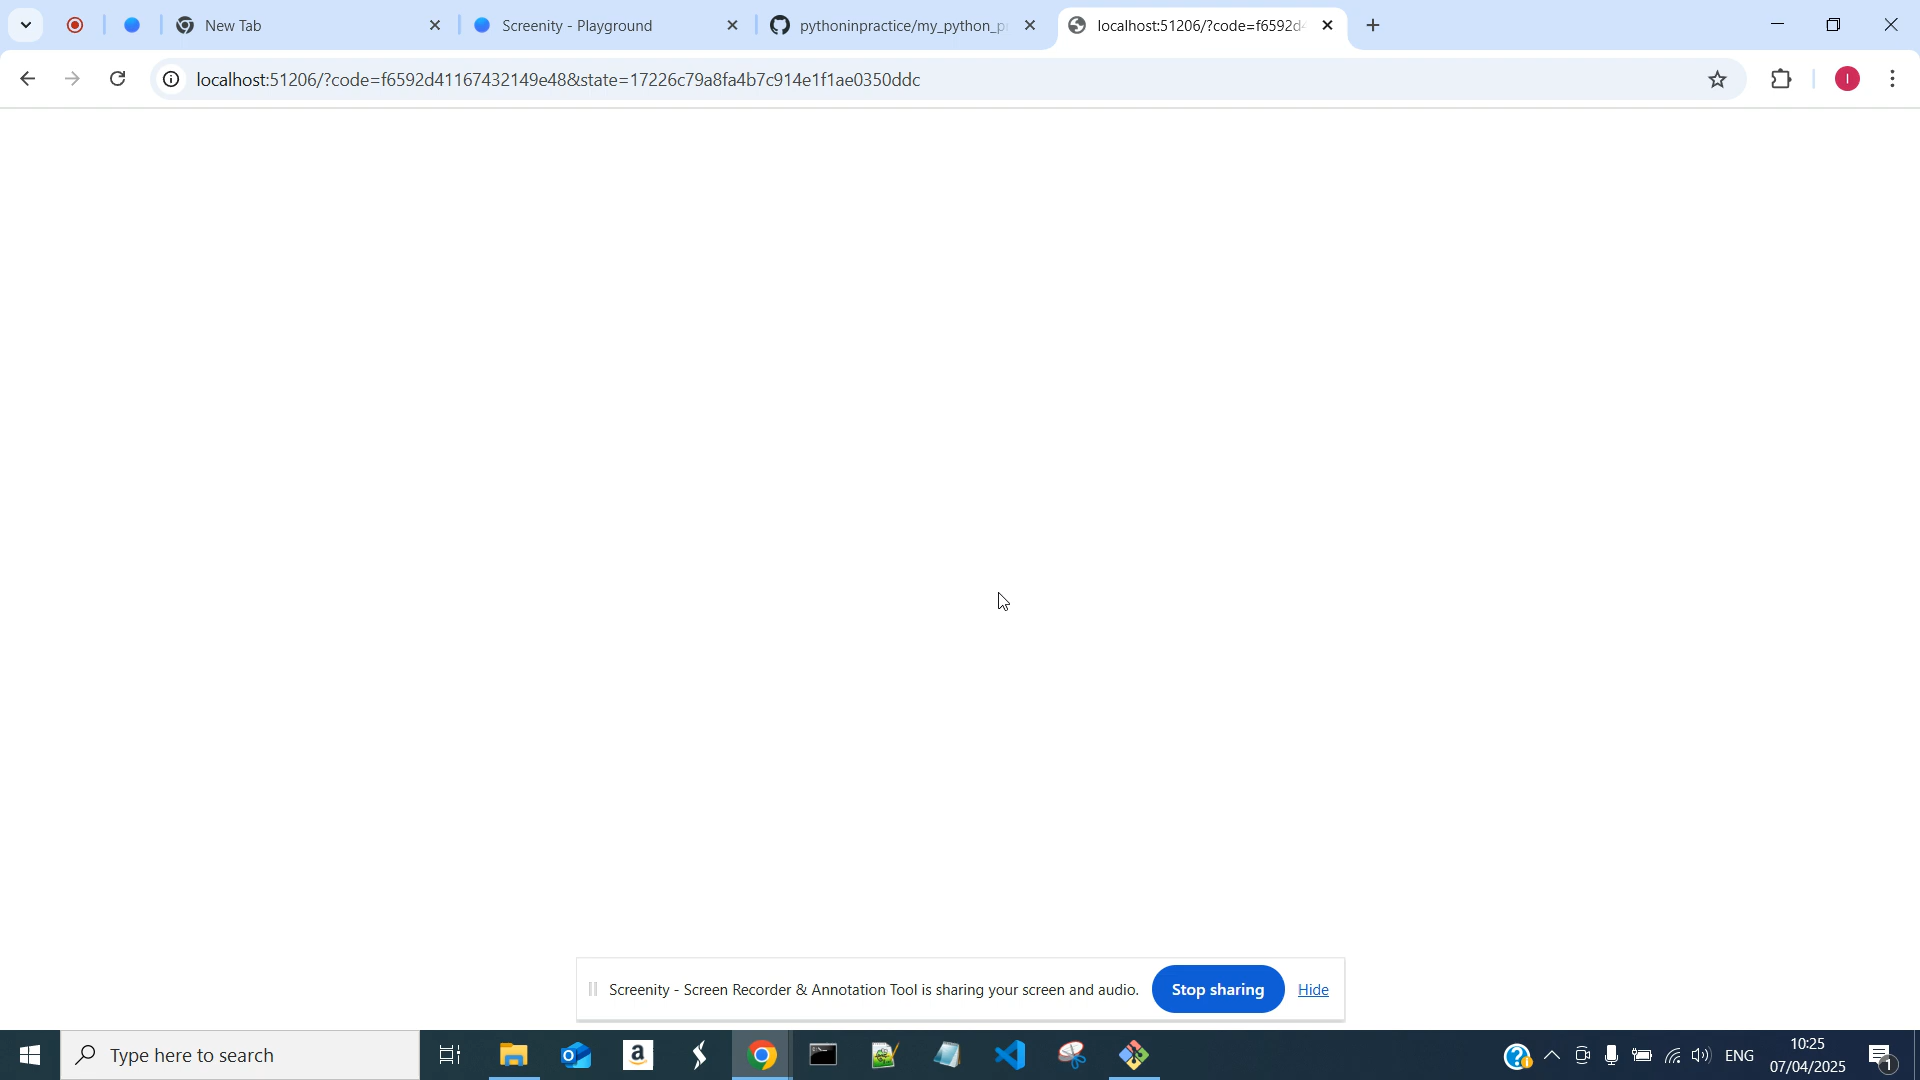 New Tab
Screenity - Playground
pythoninpractice/my_python_p
localhost:51206/?code=f6592d4
localhost:51206/?code=f6592d41167432149e48&state=17226c79a8fa4b7c914e1f1ae0350ddc
I
Screenity - Screen Recorder & Annotation Tool is sharing your screen and audio.
Stop sharing
Hide
Type here to search
ENG
10:25
07/04/2025
1